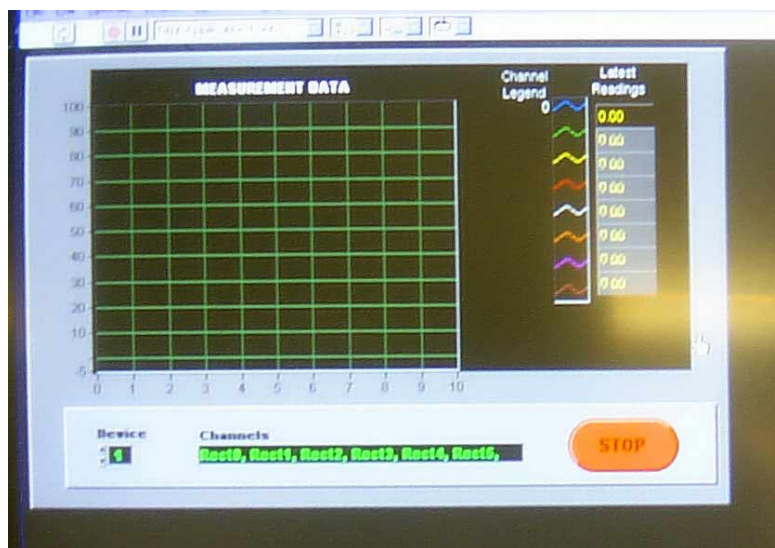 MEASUREMENT DATA
Channel
Legend
0
Latest
Readings
0.00
0.00
0.00
0.00
0.00
0.00
0.00
0.00
100
90
80
70
60
50
40
30
20
10
-5
0 1 2 3 4 5 6 7 8 9 10
Device
1
Channels
Rect0, Rect1, Rect2, Rect3, Rect4, Rect5,
STOP